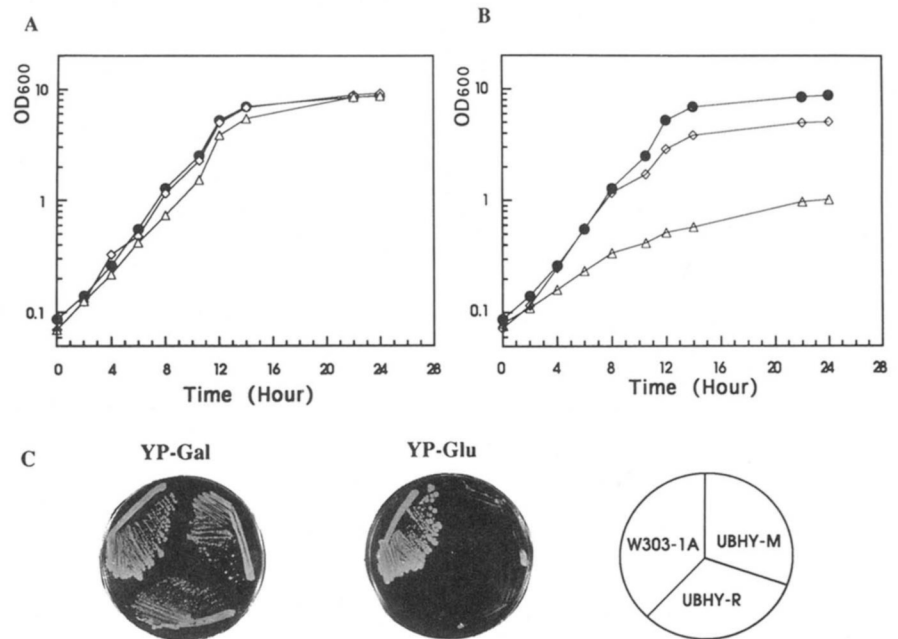 A
B
OD600
10
1
0.1
0 4 8 12 16 20 24 28
Time (Hour)
OD600
10
1
0.1
0 4 8 12 16 20 24 28
Time (Hour)
C
YP-Gal
YP-Glu
W303-1A
UBHY-M
UBHY-R